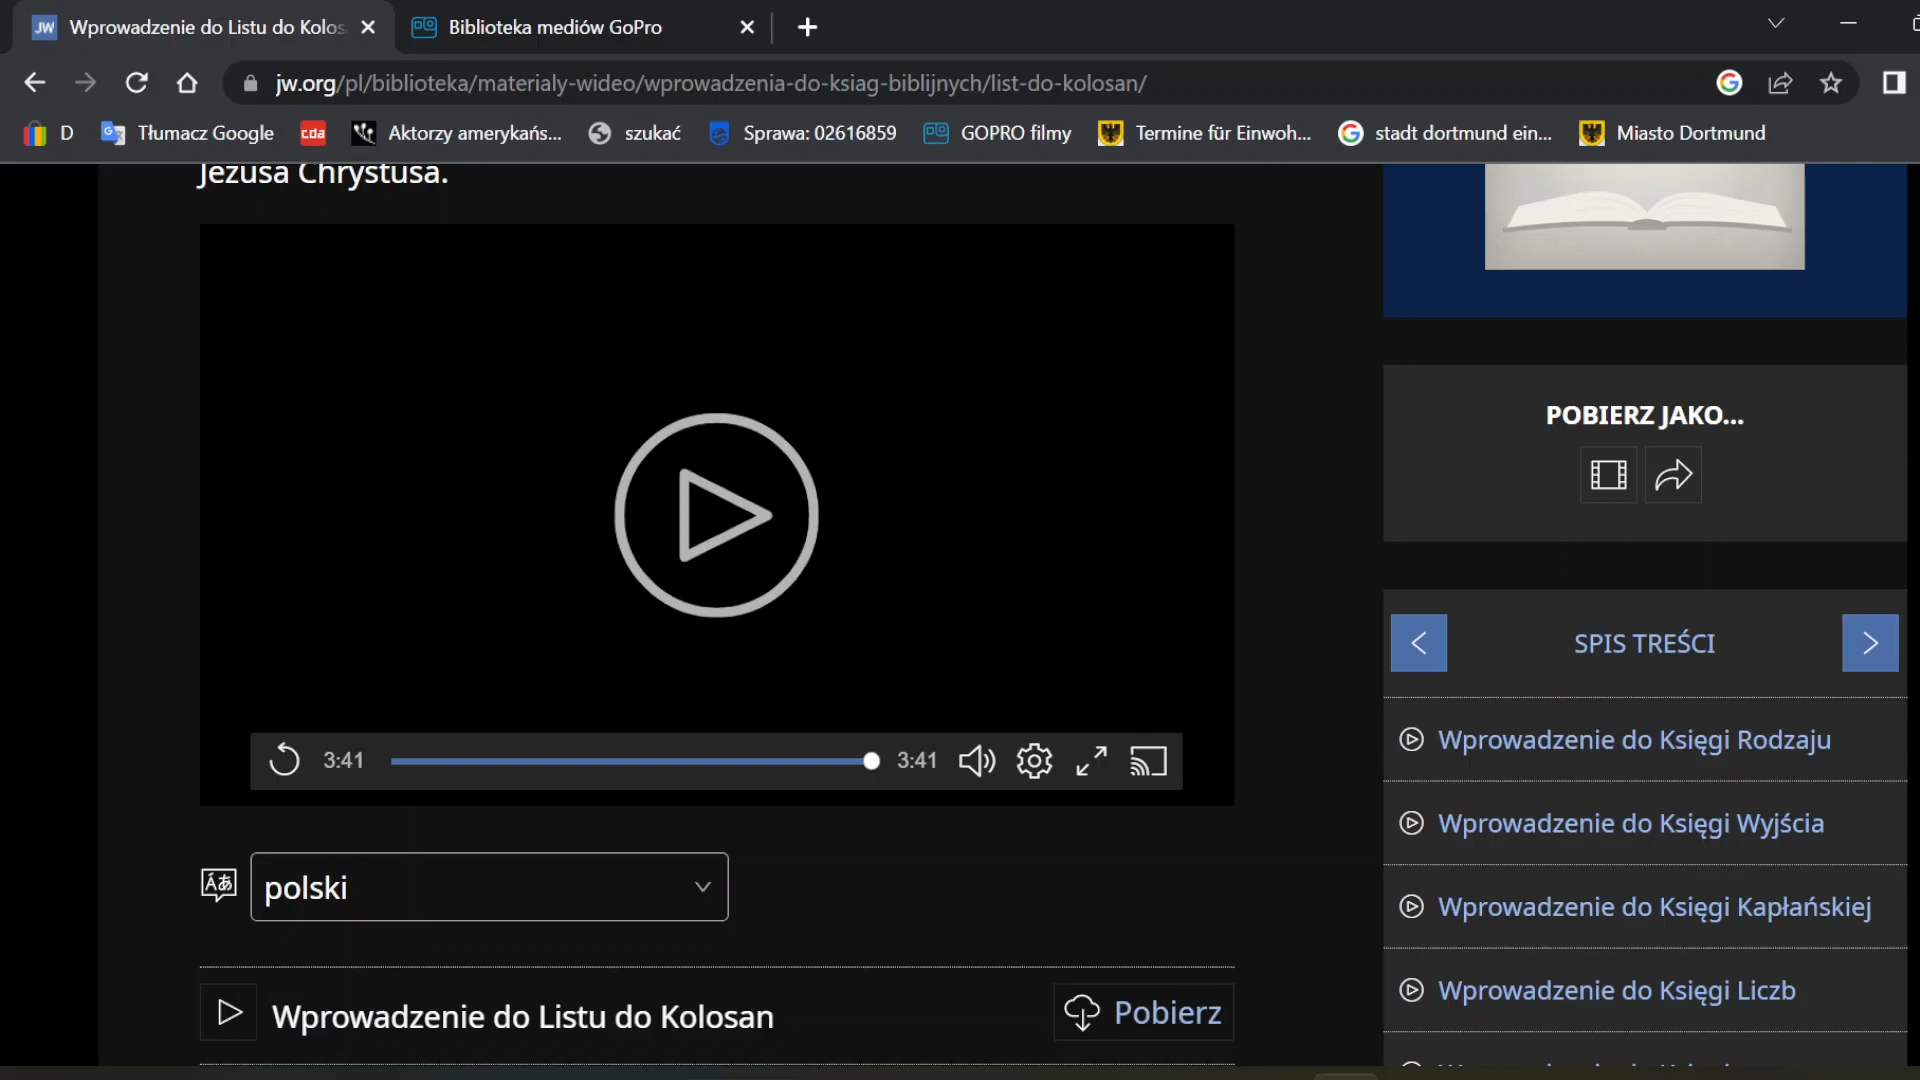 JW Wprowadzenie do Listu do Kolos
Biblioteka mediów GoPro
jw.org/pl/biblioteka/materialy-wideo/wprowadzenia-do-ksiag-biblijnych/list-do-kolosan/
D
Tłumacz Google
cda
Aktorzy amerykańs...
szukać
Sprawa: 02616859
GOPRO filmy
Termine für Einwoh...
stadt dortmund ein...
Miasto Dortmund
Jezusa Chrystusa.
3:41
3:41
polski
Wprowadzenie do Listu do Kolosan
Pobierz
POBIERZ JAKO...
SPIS TREŚCI
Wprowadzenie do Księgi Rodzaju
Wprowadzenie do Księgi Wyjścia
Wprowadzenie do Księgi Kapłańskiej
Wprowadzenie do Księgi Liczb